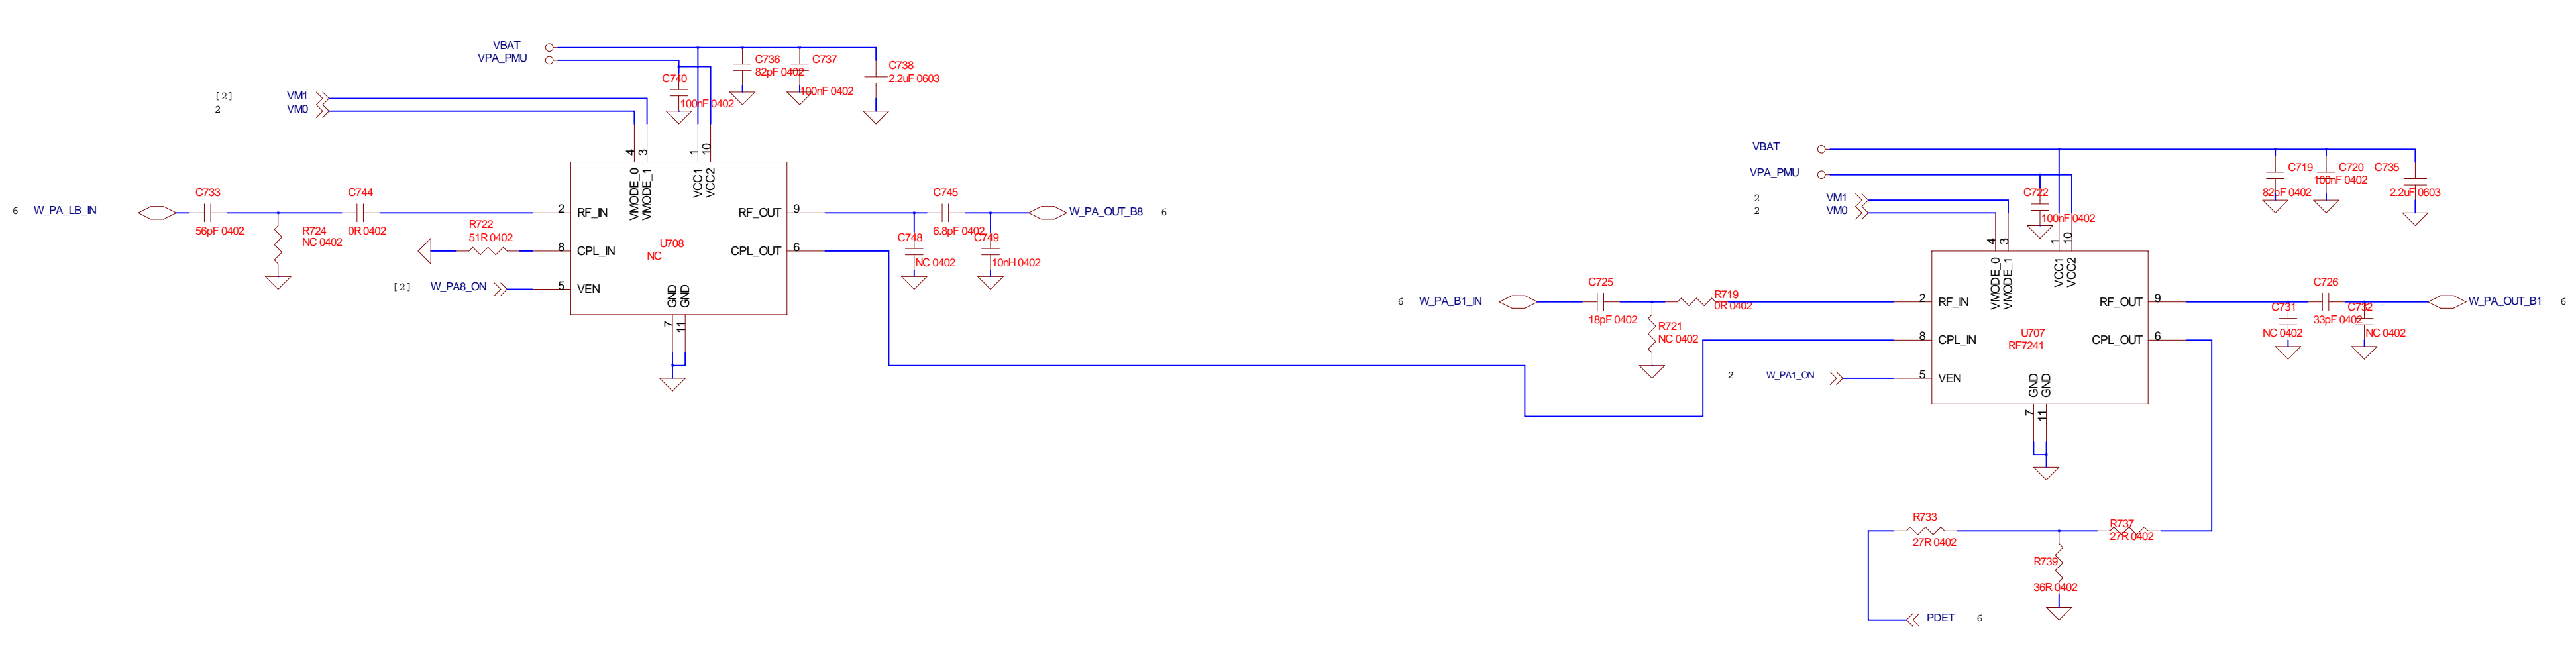 VBAT
VPA_PMU
C740
100nF 0402
C736
82pF 0402
C737
100nF 0402
C738
2.2uF 0603
[2]
VM1
2
VM0
4
3
1
10
VMODE_0
VMODE_1
VCC1
VCC2
6
W_PA_LB_IN
C733
56pF 0402
R724
NC 0402
C744
0R 0402
R722
51R 0402
[2]
W_PA8_ON
2
RF_IN
8
CPL_IN
5
VEN
U708
NC
RF_OUT
9
CPL_OUT
6
GND
GND
7
11
C745
6.8pF 0402
C748
NC 0402
C749
10nH 0402
W_PA_OUT_B8
6
VBAT
VPA_PMU
2
VM1
2
VM0
C722
100nF 0402
C719
82pF 0402
C720
100nF 0402
C735
2.2uF 0603
4
3
1
10
VMODE_0
VMODE_1
VCC1
VCC2
6
W_PA_B1_IN
C725
18pF 0402
R719
0R 0402
R721
NC 0402
2
W_PA1_ON
2
RF_IN
8
CPL_IN
5
VEN
U707
RF7241
RF_OUT
9
CPL_OUT
6
GND
GND
7
11
C731
NC 0402
C726
33pF 0402
C732
NC 0402
W_PA_OUT_B1
6
R733
27R 0402
R737
27R 0402
R739
36R 0402
PDET
6